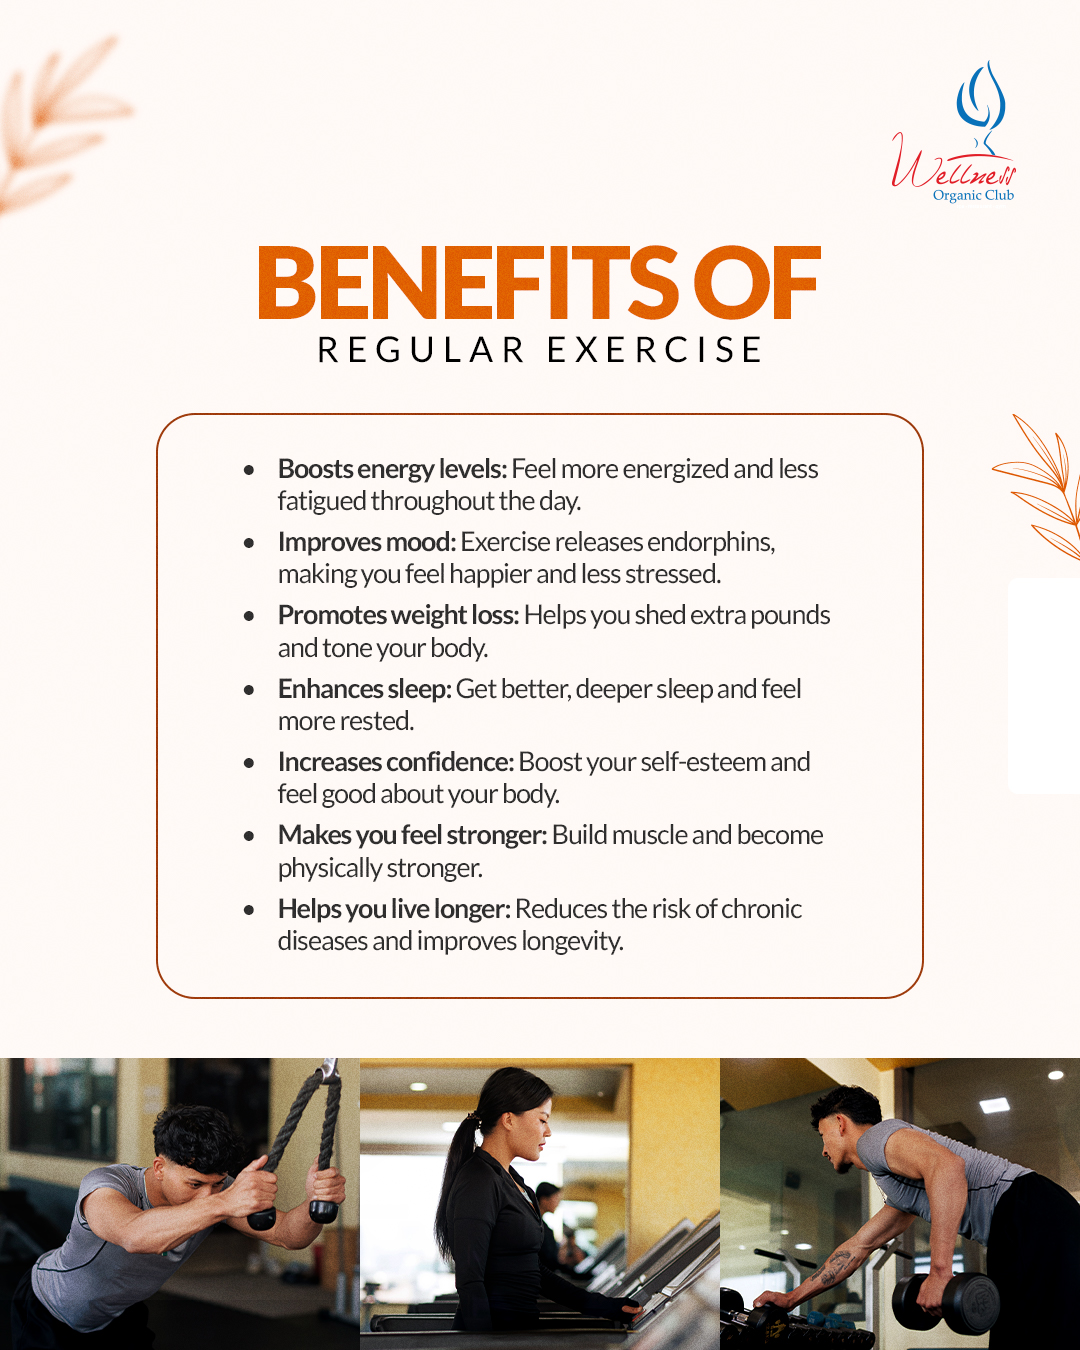 Wellness
Organic Club
BENEFITS OF
REGULAR EXERCISE
• Boosts energy levels: Feel more energized and less
fatigued throughout the day.
• Improves mood: Exercise releases endorphins,
making you feel happier and less stressed.
• Promotes weight loss: Helps you shed extra pounds
and tone your body.
• Enhances sleep: Get better, deeper sleep and feel
more rested.
• Increases confidence: Boost your self-esteem and
feel good about your body.
• Makes you feel stronger: Build muscle and become
physically stronger.
• Helps you live longer: Reduces the risk of chronic
diseases and improves longevity.